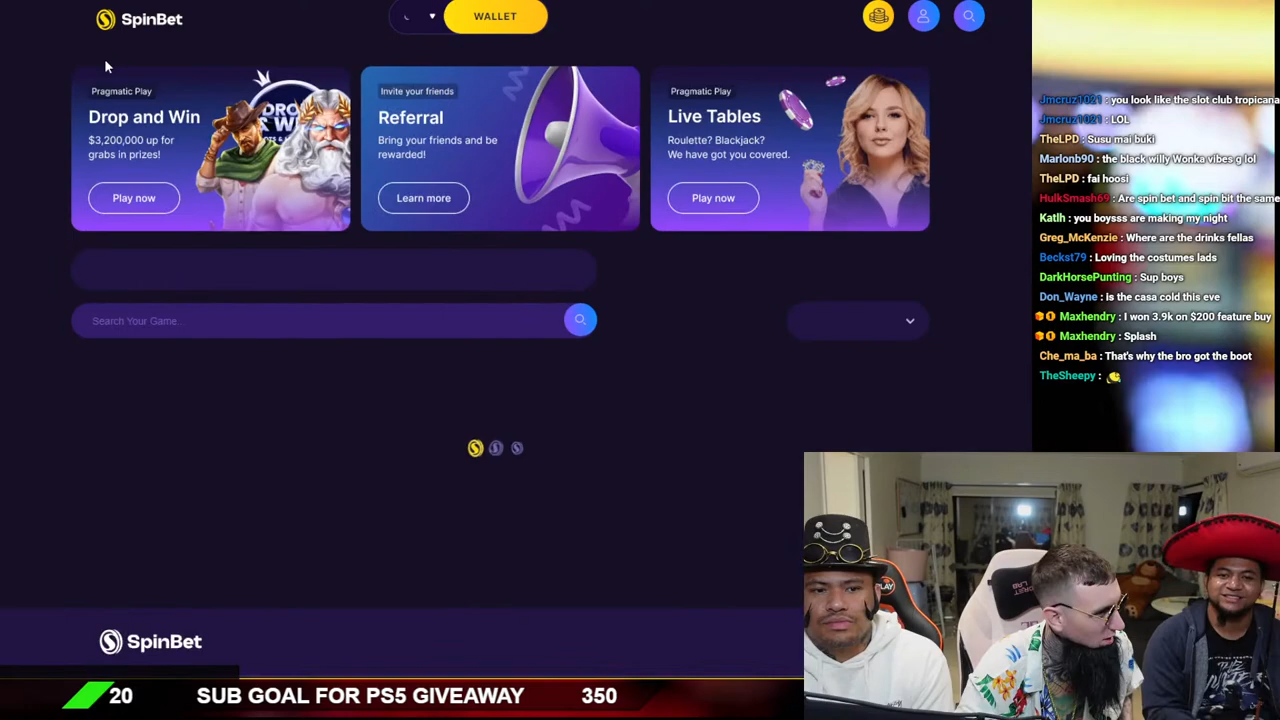 SpinBet
WALLET
Pragmatic Play
Drop and Win
$3,200,000 up for
grabs in prizes!
Play now
Invite your friends
Referral
Bring your friends and be
rewarded!
Learn more
Pragmatic Play
Live Tables
Roulette? Blackjack?
We have got you covered.
Play now
Search Your Game..
SpinBet
Jmcruz1021 : you look like the slot club tropicana
Jmcruz1021 : LOL
TheLPD : Susu mai buki
Marlonb90 : the black willy Wonka vibes g lol
TheLPD : fai hoosi
HulkSmash69 : Are spin bet and spin bit the same
Katlh : you boysss are making my night
Greg_McKenzie : Where are the drinks fellas
Beckst79 : Loving the costumes lads
DarkHorsePunting : Sup boys
Don_Wayne : is the casa cold this eve
Maxhendry : I won 3.9k on $200 feature buy
Maxhendry : Splash
Che_ma_ba : That's why the bro got the boot
TheSheepy :
20 SUB GOAL FOR PS5 GIVEAWAY 350